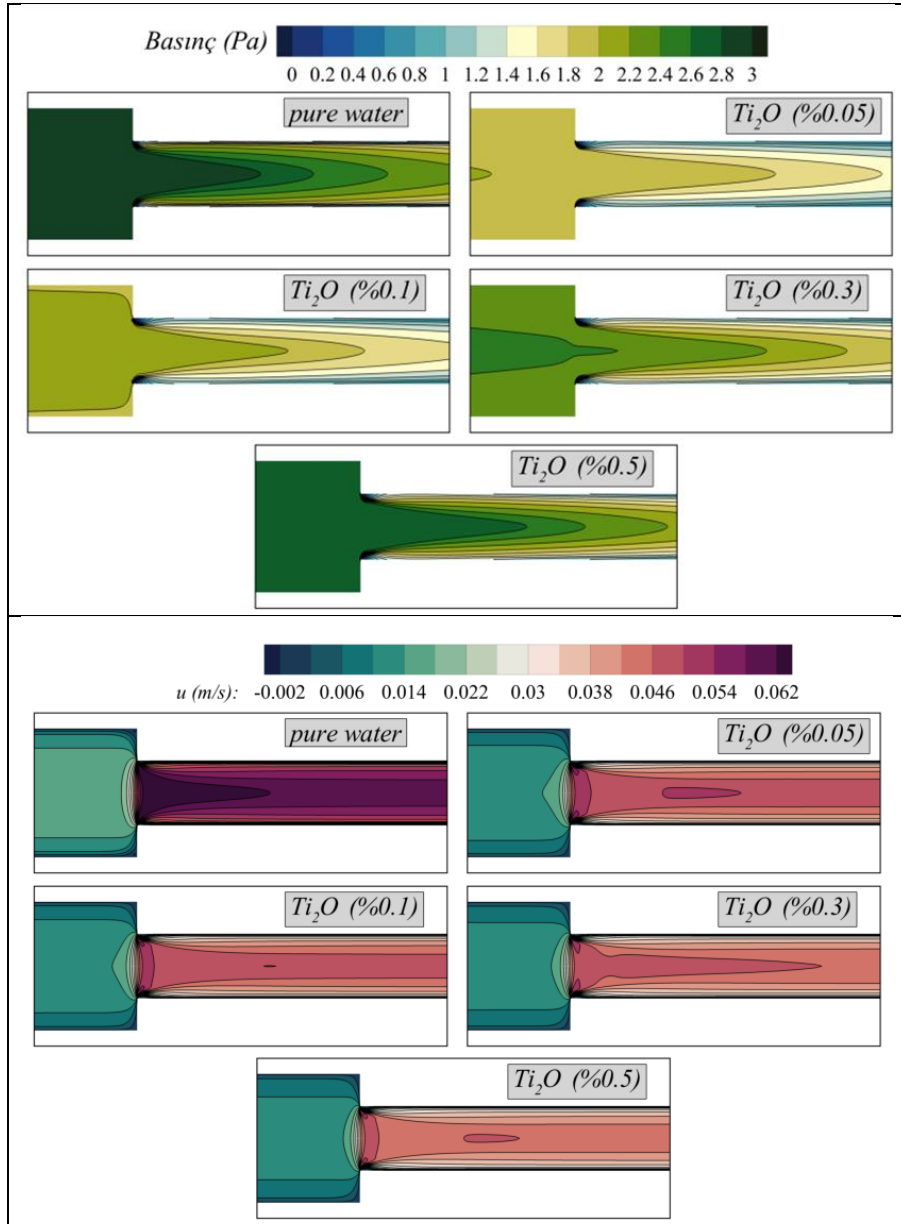 Basınç (Pa)
0 0.2 0.4 0.6 0.8 1 1.2 1.4 1.6 1.8 2 2.2 2.4 2.6 2.8 3
pure water
Ti₂O (%0.05)
Ti₂O (%0.1)
Ti₂O (%0.3)
Ti₂O (%0.5)
u (m/s): -0.002 0.006 0.014 0.022 0.03 0.038 0.046 0.054 0.062
pure water
Ti₂O (%0.05)
Ti₂O (%0.1)
Ti₂O (%0.3)
Ti₂O (%0.5)